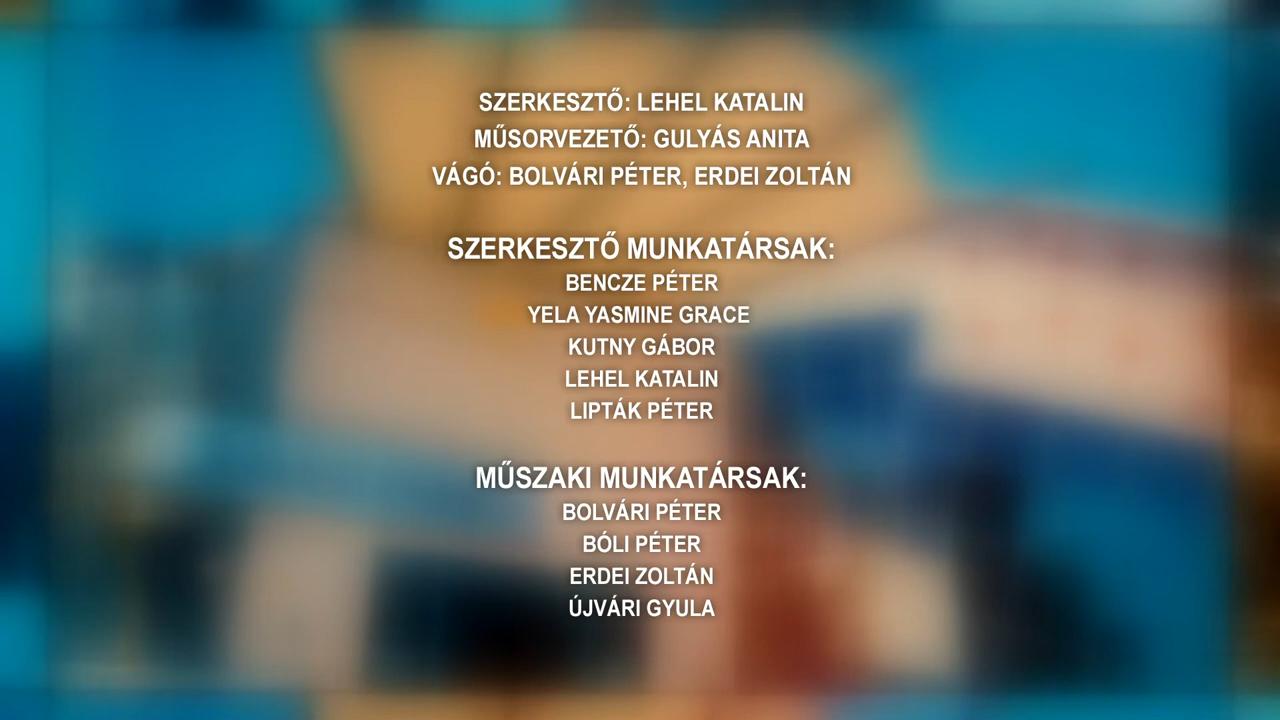 SZERKESZTŐ: LEHEL KATALIN
MŰSORVEZETŐ: GULYÁS ANITA
VÁGÓ: BOLVÁRI PÉTER, ERDEI ZOLTÁN
SZERKESZTŐ MUNKATÁRSAK:
BENCZE PÉTER
YELA YASMINE GRACE
KUTNY GÁBOR
LEHEL KATALIN
LIPTÁK PÉTER
MŰSZAKI MUNKATÁRSAK:
BOLVÁRI PÉTER
BÓLI PÉTER
ERDEI ZOLTÁN
ÚJVÁRI GYULA